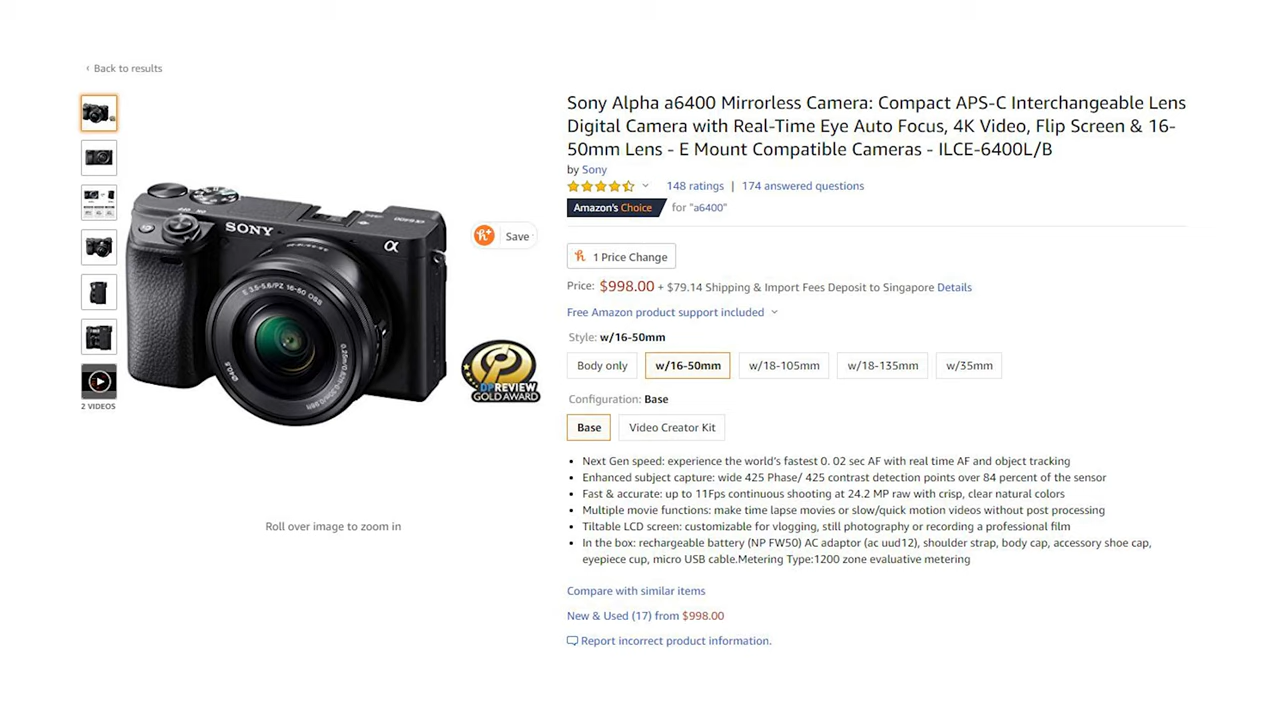 ‹ Back to results
Sony Alpha a6400 Mirrorless Camera: Compact APS-C Interchangeable Lens
Digital Camera with Real-Time Eye Auto Focus, 4K Video, Flip Screen & 16-
50mm Lens - E Mount Compatible Cameras - ILCE-6400L/B
by Sony
148 ratings | 174 answered questions
Amazon's Choice for "a6400"
SONY
α
E 3.5-5.6/PZ 16-50 OSS
Save
1 Price Change
Price: $998.00 + $79.14 Shipping & Import Fees Deposit to Singapore Details
Free Amazon product support included
Style: w/16-50mm
Body only w/16-50mm w/18-105mm w/18-135mm w/35mm
DPREVIEW
GOLD AWARD
2 VIDEOS
Configuration: Base
Base Video Creator Kit
• Next Gen speed: experience the world's fastest 0. 02 sec AF with real time AF and object tracking
• Enhanced subject capture: wide 425 Phase/ 425 contrast detection points over 84 percent of the sensor
• Fast & accurate: up to 11Fps continuous shooting at 24.2 MP raw with crisp, clear natural colors
• Multiple movie functions: make time lapse movies or slow/quick motion videos without post processing
• Tiltable LCD screen: customizable for vlogging, still photography or recording a professional film
• In the box: rechargeable battery (NP FW50) AC adaptor (ac uud12), shoulder strap, body cap, accessory shoe cap,
eyepiece cup, micro USB cable.Metering Type:1200 zone evaluative metering
Roll over image to zoom in
Compare with similar items
New & Used (17) from $998.00
Report incorrect product information.